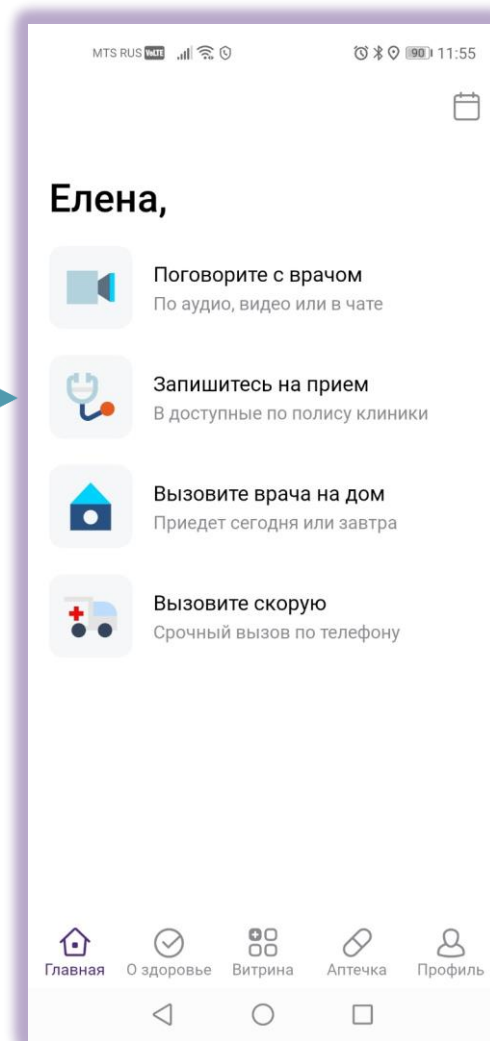 MTS RUS VoLTE 90 11:55
Елена,
Поговорите с врачом
По аудио, видео или в чате
Запишитесь на прием
В доступные по полису клиники
Вызовите врача на дом
Приедет сегодня или завтра
Вызовите скорую
Срочный вызов по телефону
Главная О здоровье Витрина Аптечка Профиль